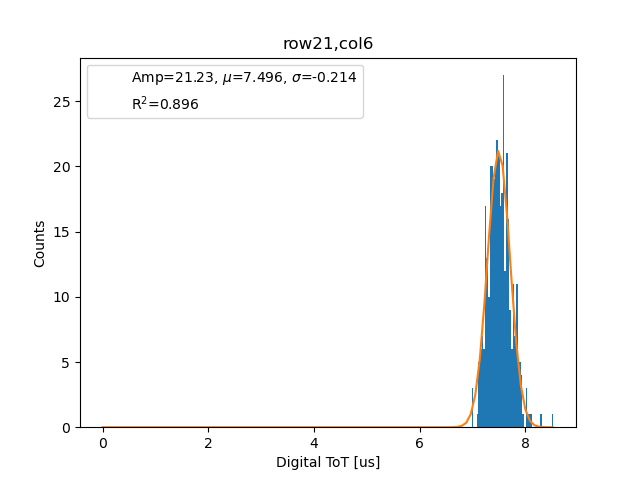 row21,col6
Amp=21.23, μ=7.496, σ=-0.214
R²=0.896
25
20
15
10
5
0
Counts
0 2 4 6 8
Digital ToT [us]